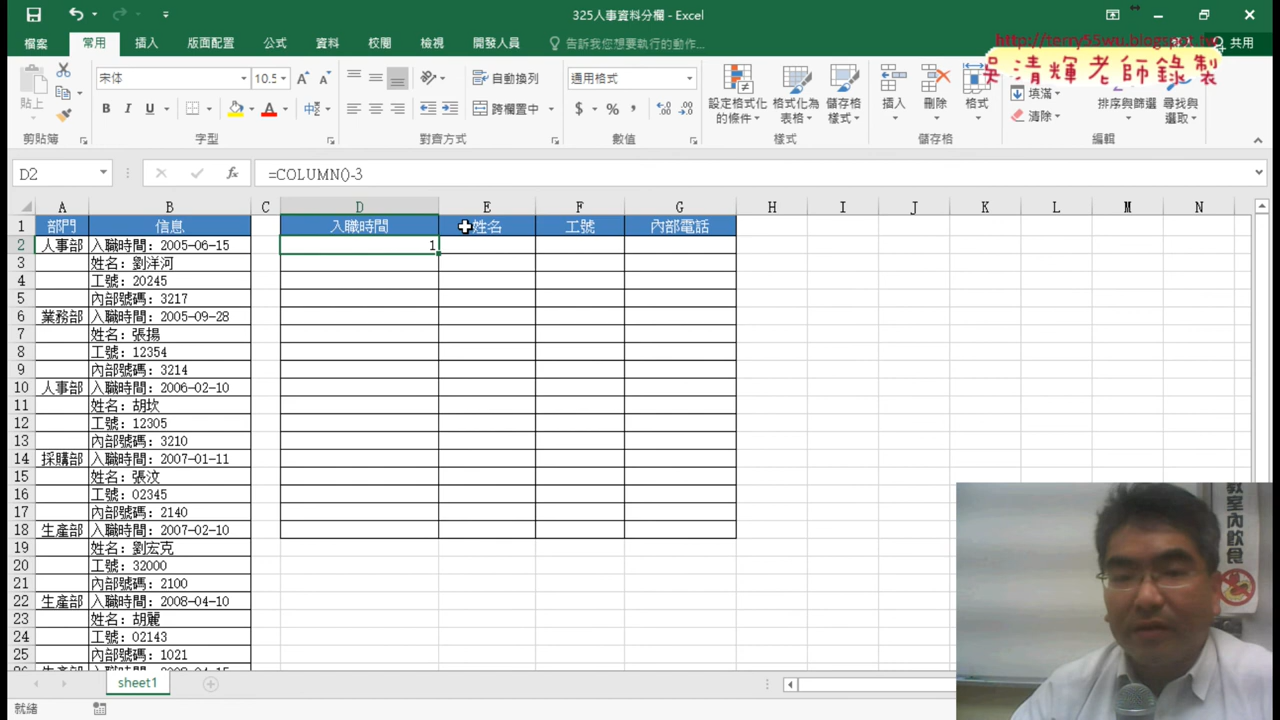 325人事資料分欄 - Excel
檔案 常用 插入 版面配置 公式 資料 校閱 檢視 開發人員 告訴我您想要執行的動作... 共用
http://terry55wu.blogspot.tw
吳清輝老師錄製
宋体 10.5 自動換列 通用格式 填滿
貼上 B I U 跨欄置中 $ % 設定格式化的條件 格式化為表格 儲存格樣式 插入 刪除 格式 清除 排序與篩選 尋找與選取
剪貼簿 字型 對齊方式 數值 樣式 儲存格 編輯
D2 fx =COLUMN()-3
A B C D E F G H I J K L M N
1 部門 信息 入職時間 姓名 工號 內部電話
2 人事部 入職時間：2005-06-15 1
3 姓名：劉洋河
4 工號：20245
5 內部號碼：3217
6 業務部 入職時間：2005-09-28
7 姓名：張揚
8 工號：12354
9 內部號碼：3214
10 人事部 入職時間：2006-02-10
11 姓名：胡坎
12 工號：12305
13 內部號碼：3210
14 採購部 入職時間：2007-01-11
15 姓名：張汶
16 工號：02345
17 內部號碼：2140
18 生產部 入職時間：2007-02-10
19 姓名：劉宏克
20 工號：32000
21 內部號碼：2100
22 生產部 入職時間：2008-04-10
23 姓名：胡麗
24 工號：02143
25 內部號碼：1021
教室內飲食
sheet1
就緒